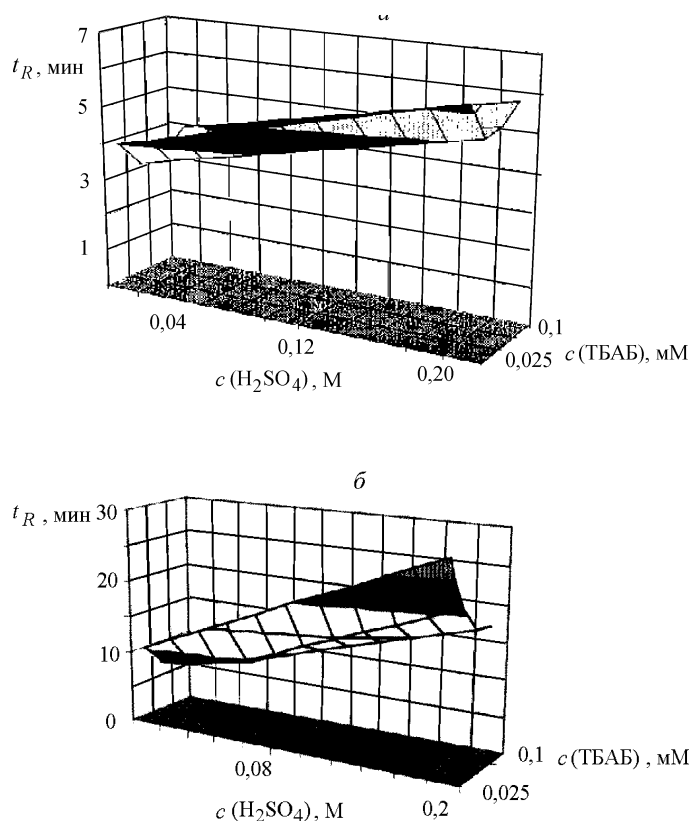 7
t_R, мин
5
3
1
0,04
0,12
0,20
0,1
0,025
c(ТБАБ), мМ
c(H₂SO₄), М
б
t_R, мин 30
20
10
0
0,08
0,2
0,1
0,025
c(ТБАБ), мМ
c(H₂SO₄), М